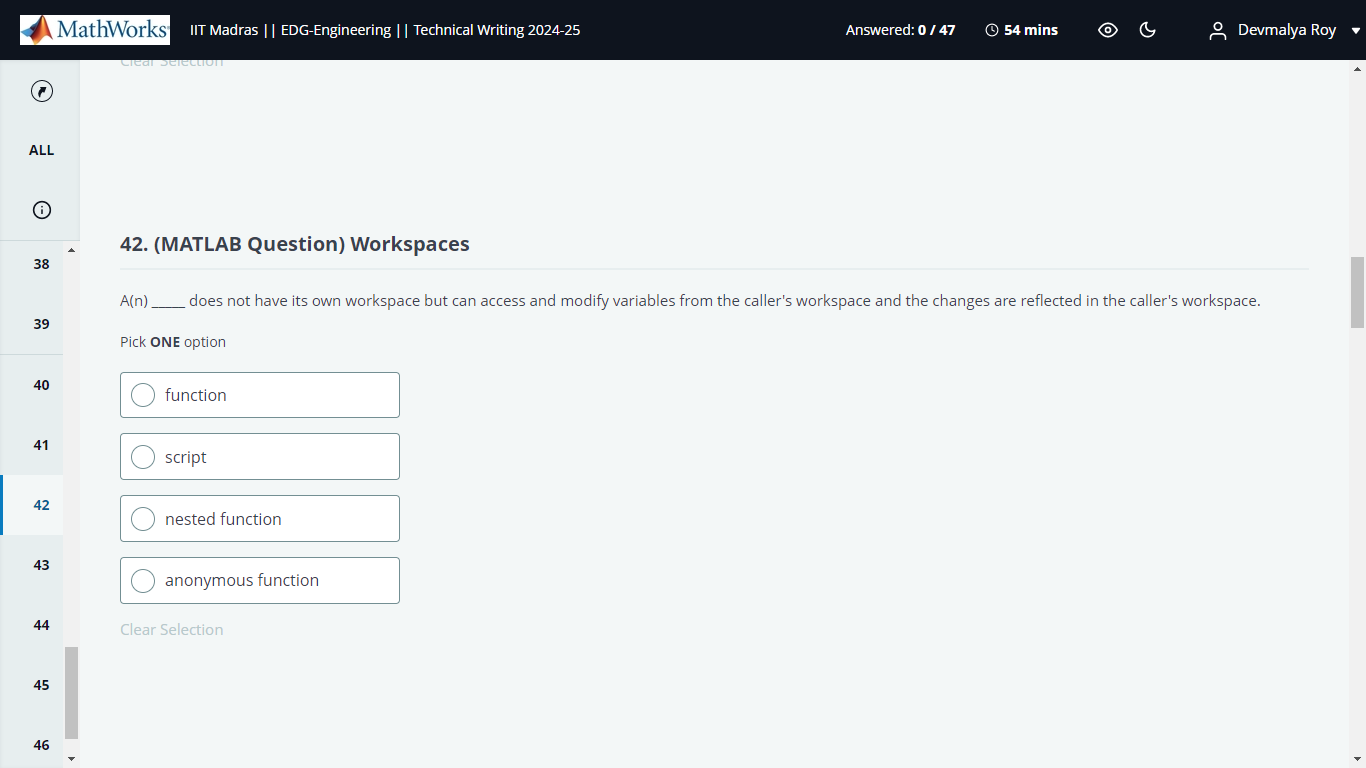 MathWorks
IIT Madras || EDG-Engineering || Technical Writing 2024-25
Answered: 0 / 47
54 mins
Devmalya Roy
Clear Selection
ALL
38
39
40
41
42
43
44
45
46
42. (MATLAB Question) Workspaces
A(n) _____ does not have its own workspace but can access and modify variables from the caller's workspace and the changes are reflected in the caller's workspace.
Pick ONE option
function
script
nested function
anonymous function
Clear Selection